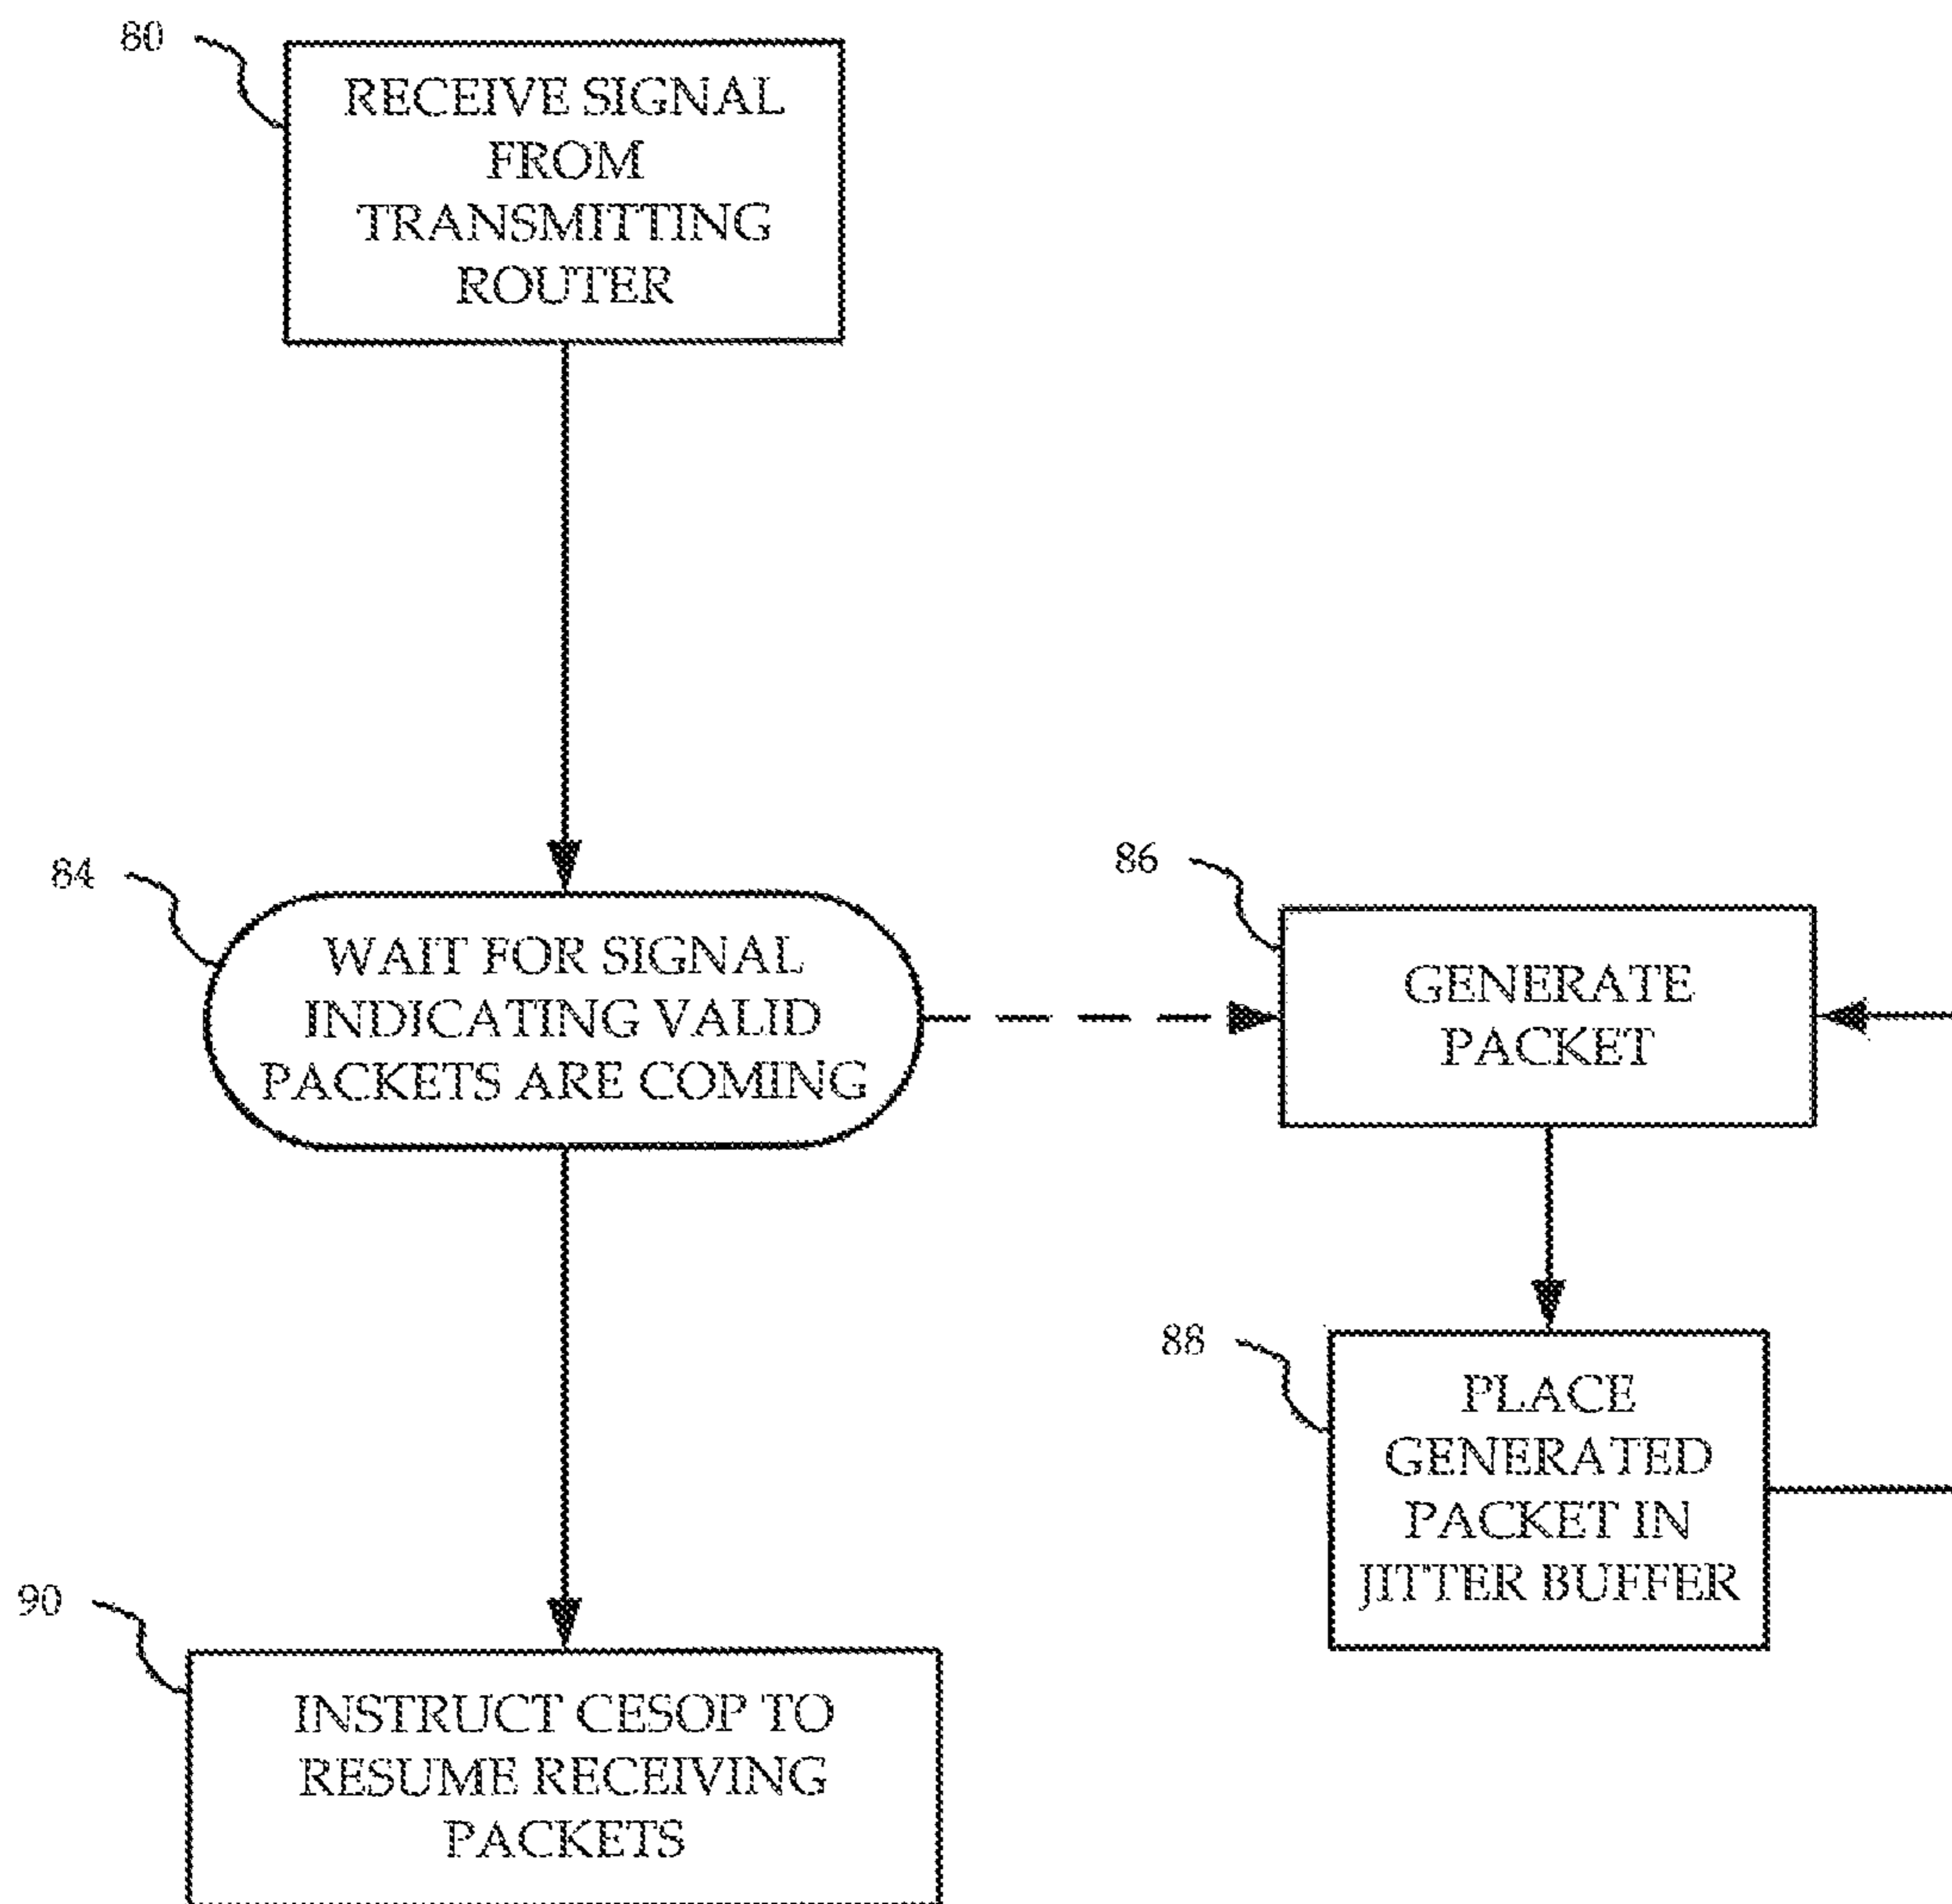 80
RECEIVE SIGNAL
FROM
TRANSMITTING
ROUTER
84
WAIT FOR SIGNAL
INDICATING VALID
PACKETS ARE COMING
86
GENERATE
PACKET
88
PLACE
GENERATED
PACKET IN
JITTER BUFFER
90
INSTRUCT CESOP TO
RESUME RECEIVING
PACKETS